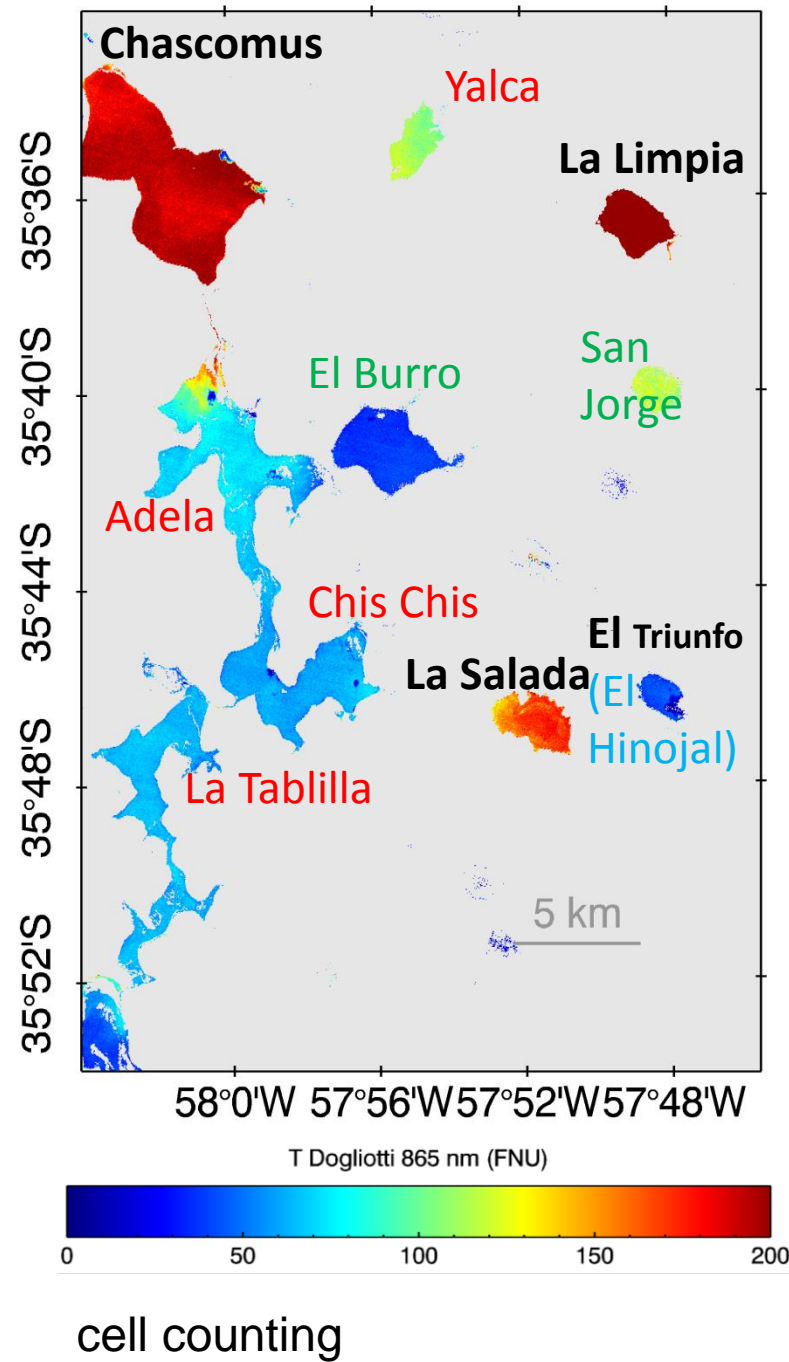 Chascomus
Yalca
La Limpia
35°36'S
El Burro
San
Jorge
35°40'S
Adela
35°44'S
Chis Chis
El Triunfo
La Salada
(El
Hinojal)
La Tablilla
35°48'S
5 km
35°52'S
58°0'W 57°56'W 57°52'W 57°48'W
T Dogliotti 865 nm (FNU)
0 50 100 150 200
cell counting